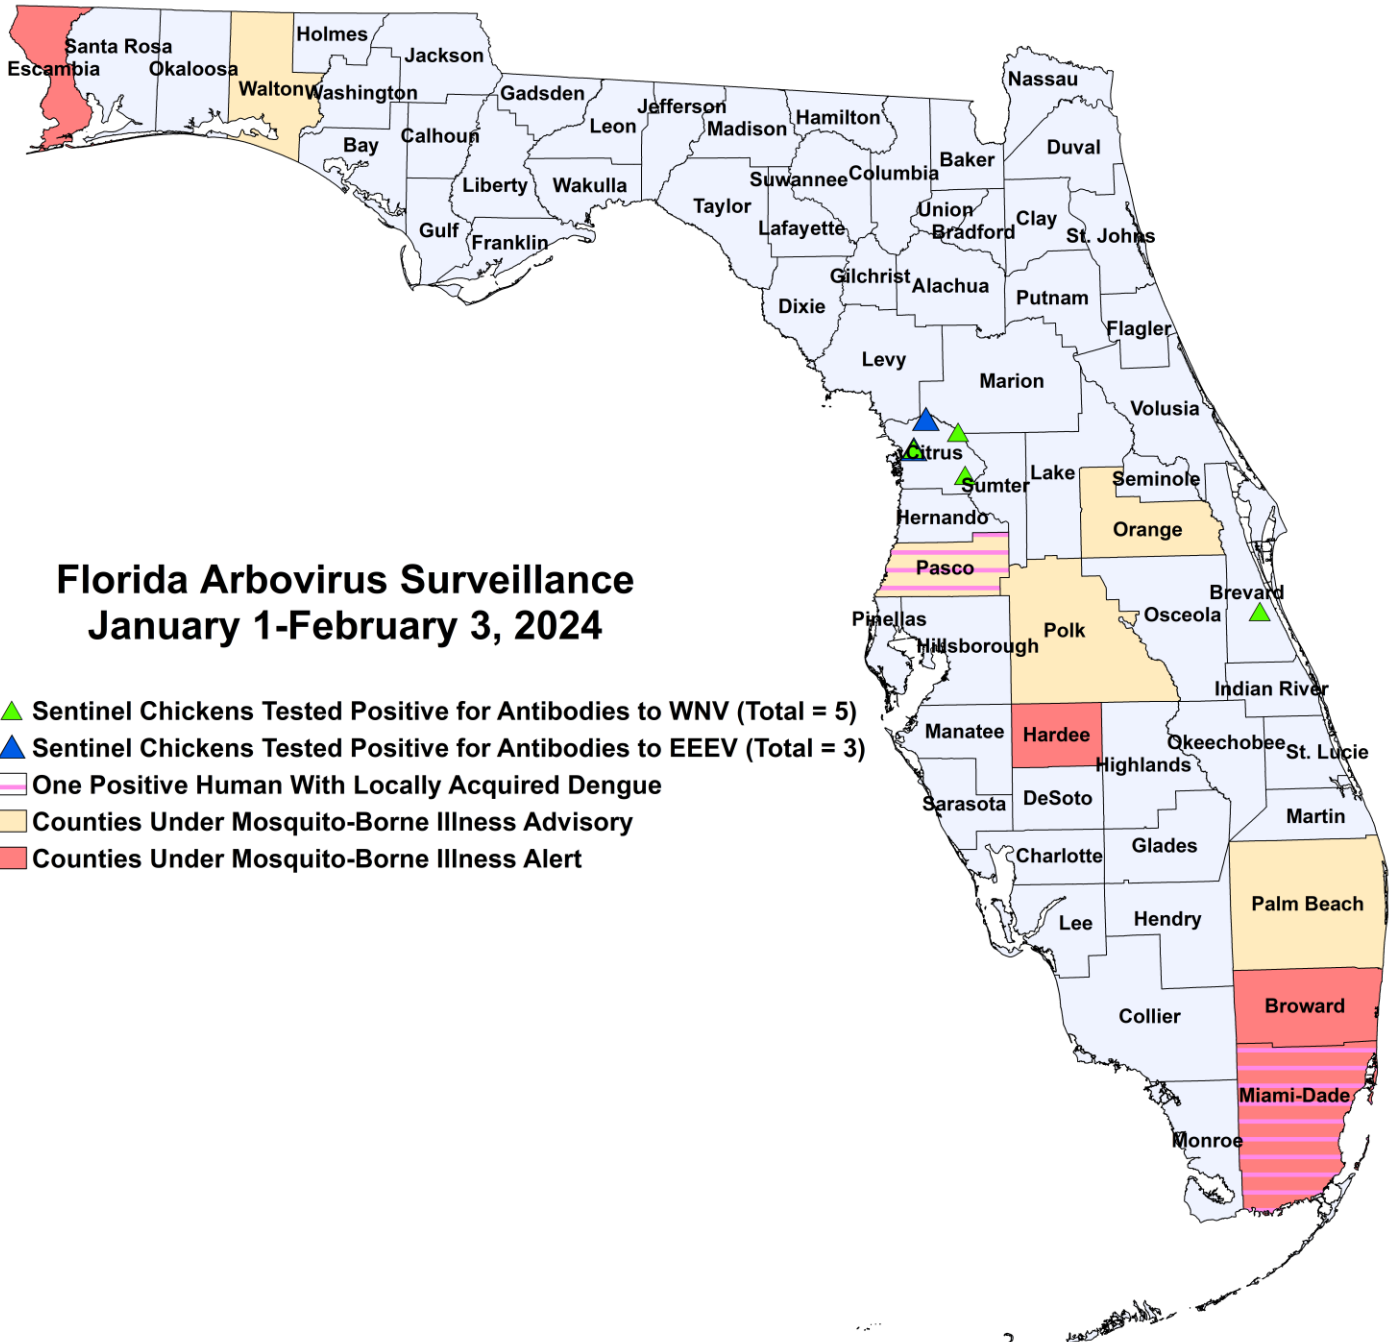 Holmes
Santa Rosa
Jackson
Escambia
Okaloosa
Walton
Washington
Gadsden
Nassau
Jefferson
Hamilton
Leon
Madison
Calhoun
Bay
Duval
Baker
Suwannee
Columbia
Liberty
Wakulla
Taylor
Union
Clay
Lafayette
Bradford
St. Johns
Gulf
Franklin
Gilchrist
Alachua
Putnam
Dixie
Flagler
Levy
Marion
Volusia
Citrus
Lake
Seminole
Sumter
Hernando
Orange
Pasco
Florida Arbovirus Surveillance
January 1-February 3, 2024
Brevard
Pinellas
Osceola
Polk
Hillsborough
Indian River
Sentinel Chickens Tested Positive for Antibodies to WNV (Total = 5)
Sentinel Chickens Tested Positive for Antibodies to EEEV (Total = 3)
One Positive Human With Locally Acquired Dengue
Counties Under Mosquito-Borne Illness Advisory
Counties Under Mosquito-Borne Illness Alert
Manatee
Hardee
Okeechobee
St. Lucie
Highlands
Sarasota
DeSoto
Martin
Charlotte
Glades
Palm Beach
Lee
Hendry
Broward
Collier
Miami-Dade
Monroe